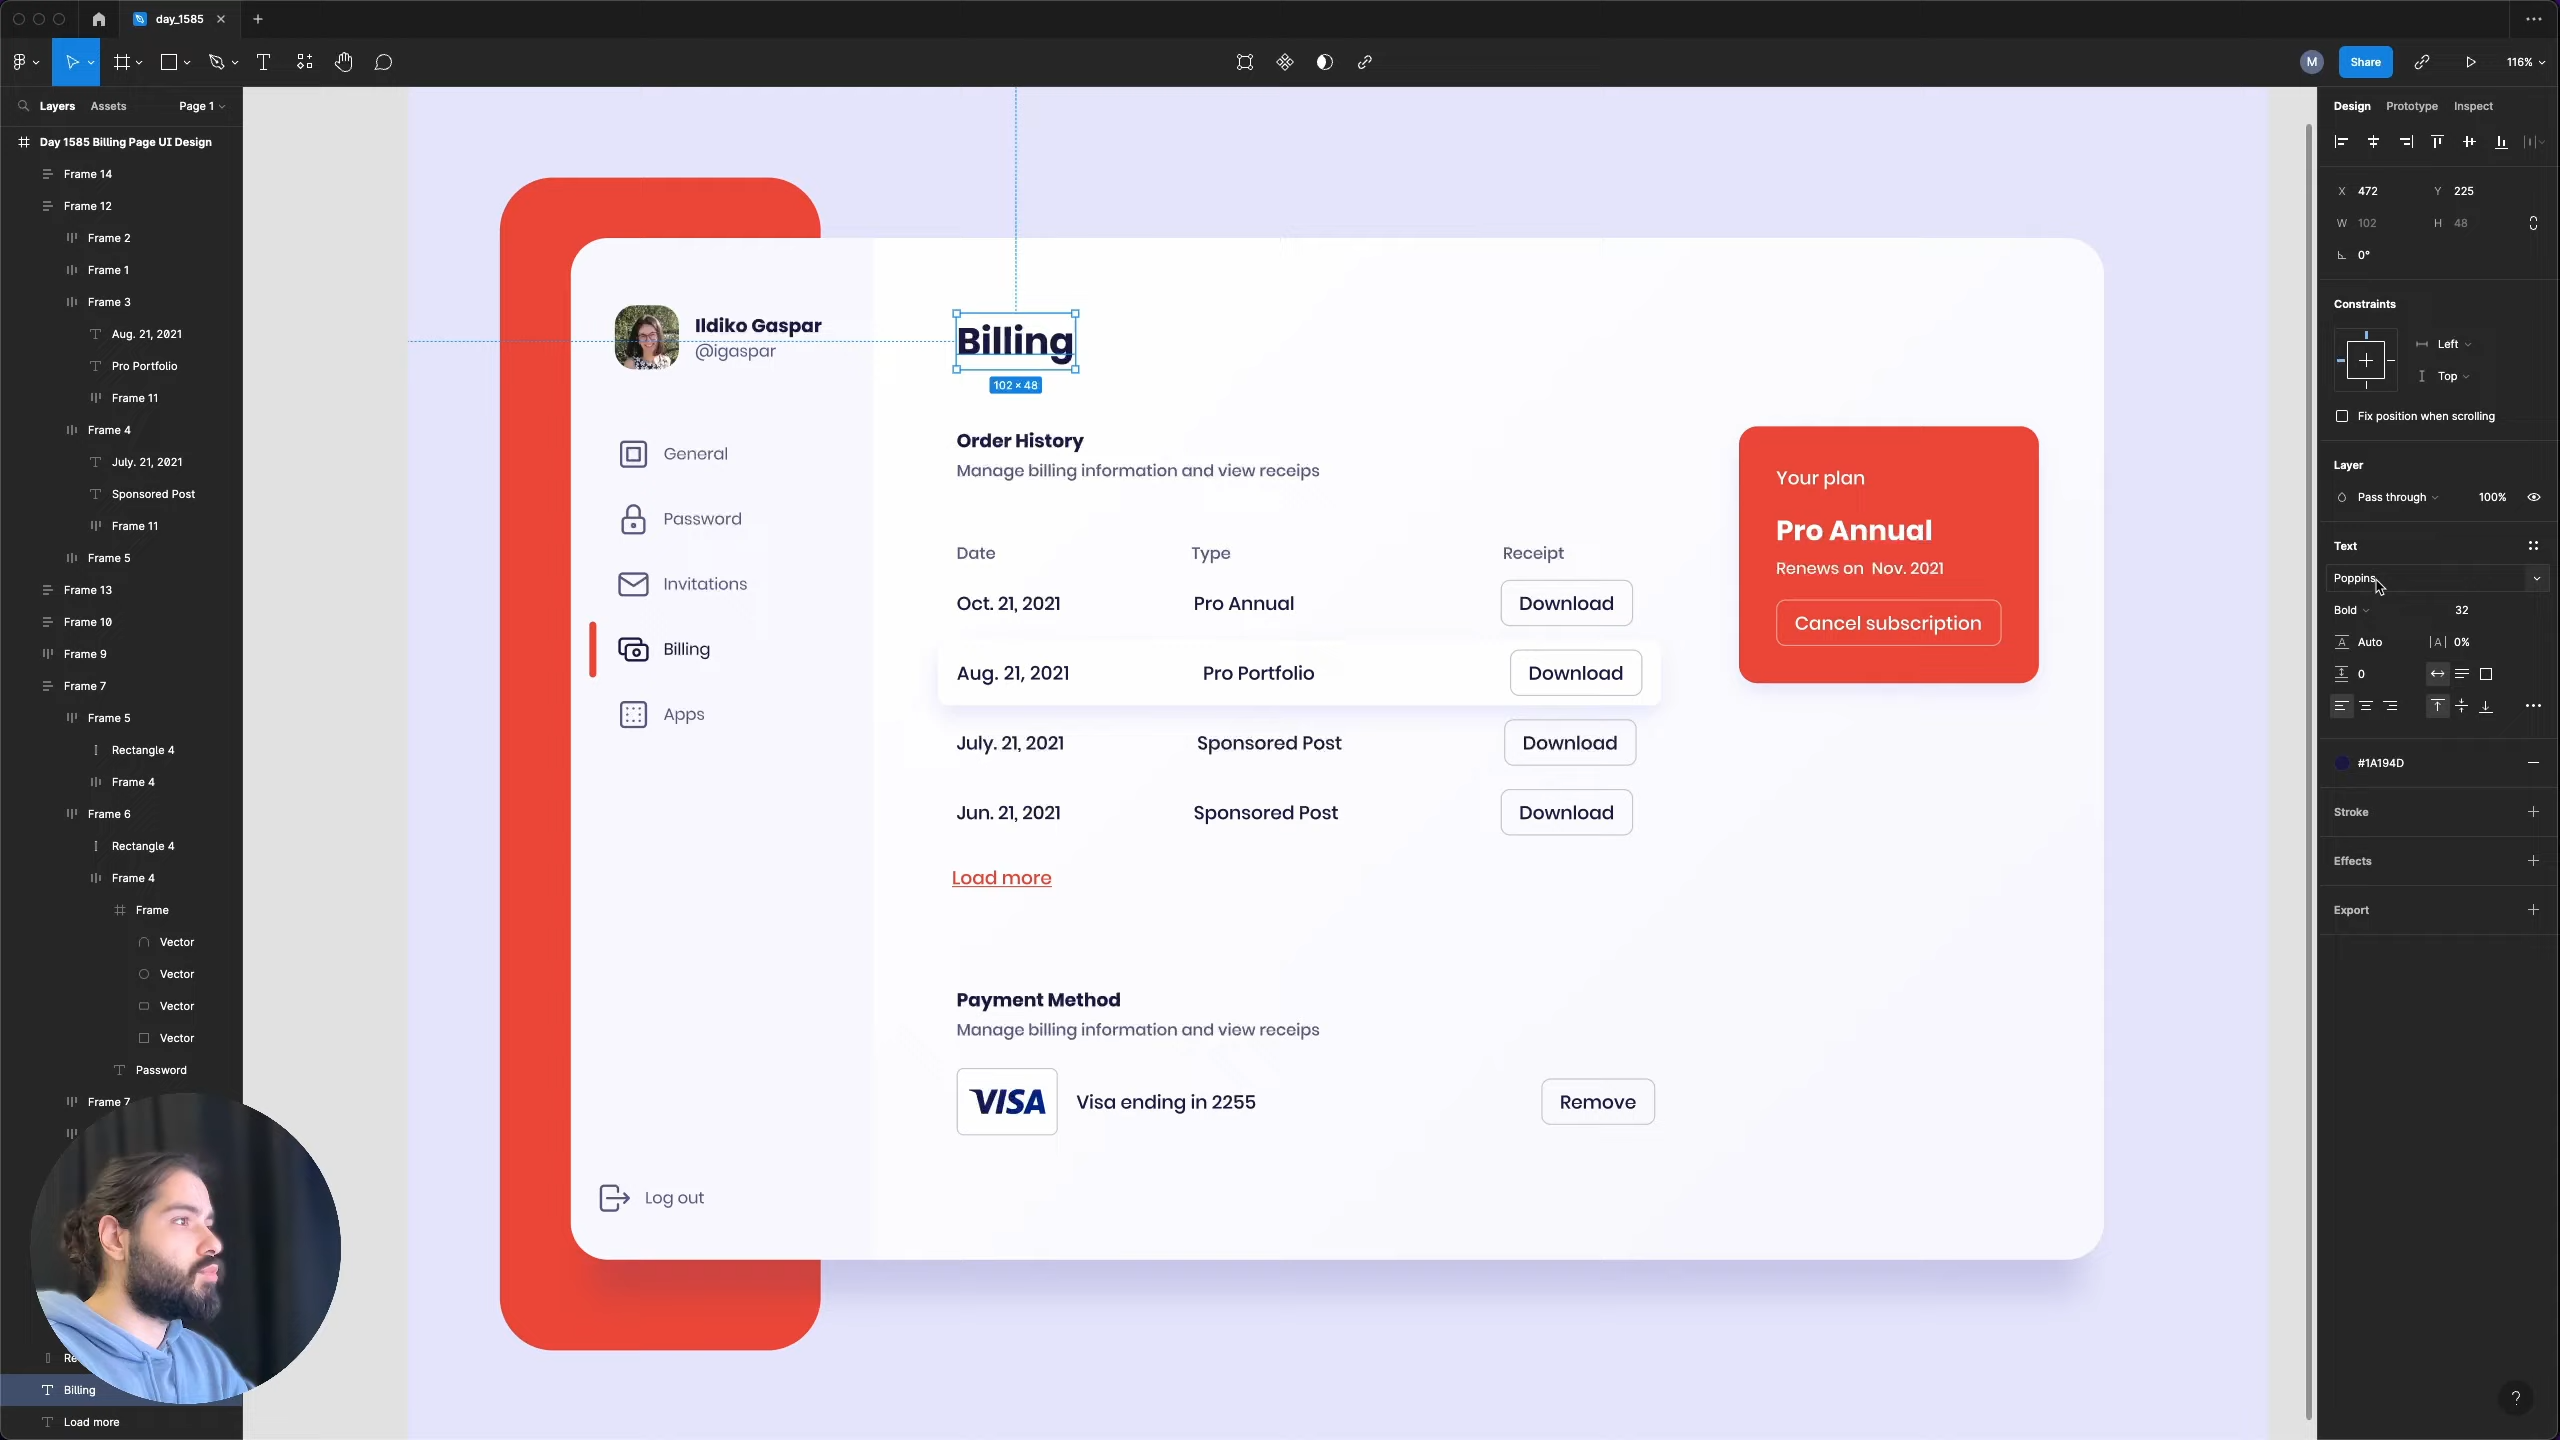 day_1585
M
Share
116%
Layers
Assets
Page 1
Day 1585 Billing Page UI Design
Frame 14
Frame 12
Frame 2
Frame 1
Frame 3
Aug. 21, 2021
Pro Portfolio
Frame 11
Frame 4
July. 21, 2021
Sponsored Post
Frame 11
Frame 5
Frame 13
Frame 10
Frame 9
Frame 7
Frame 5
Rectangle 4
Frame 4
Frame 6
Rectangle 4
Frame 4
Frame
Vector
Vector
Vector
Vector
Password
Frame 7
Billing
Load more
Ildiko Gaspar
@igaspar
General
Password
Invitations
Billing
Apps
Log out
Billing
102 × 48
Order History
Manage billing information and view receips
Date Type Receipt
Oct. 21, 2021 Pro Annual Download
Aug. 21, 2021 Pro Portfolio Download
July. 21, 2021 Sponsored Post Download
Jun. 21, 2021 Sponsored Post Download
Load more
Payment Method
Manage billing information and view receips
VISA Visa ending in 2255 Remove
Your plan
Pro Annual
Renews on Nov. 2021
Cancel subscription
Design Prototype Inspect
X 472 Y 225
W 102 H 48
0°
Constraints
Left
Top
Fix position when scrolling
Layer
Pass through 100%
Text
Poppins
Bold 32
Auto |A| 0%
0
#1A194D
Stroke
Effects
Export
?